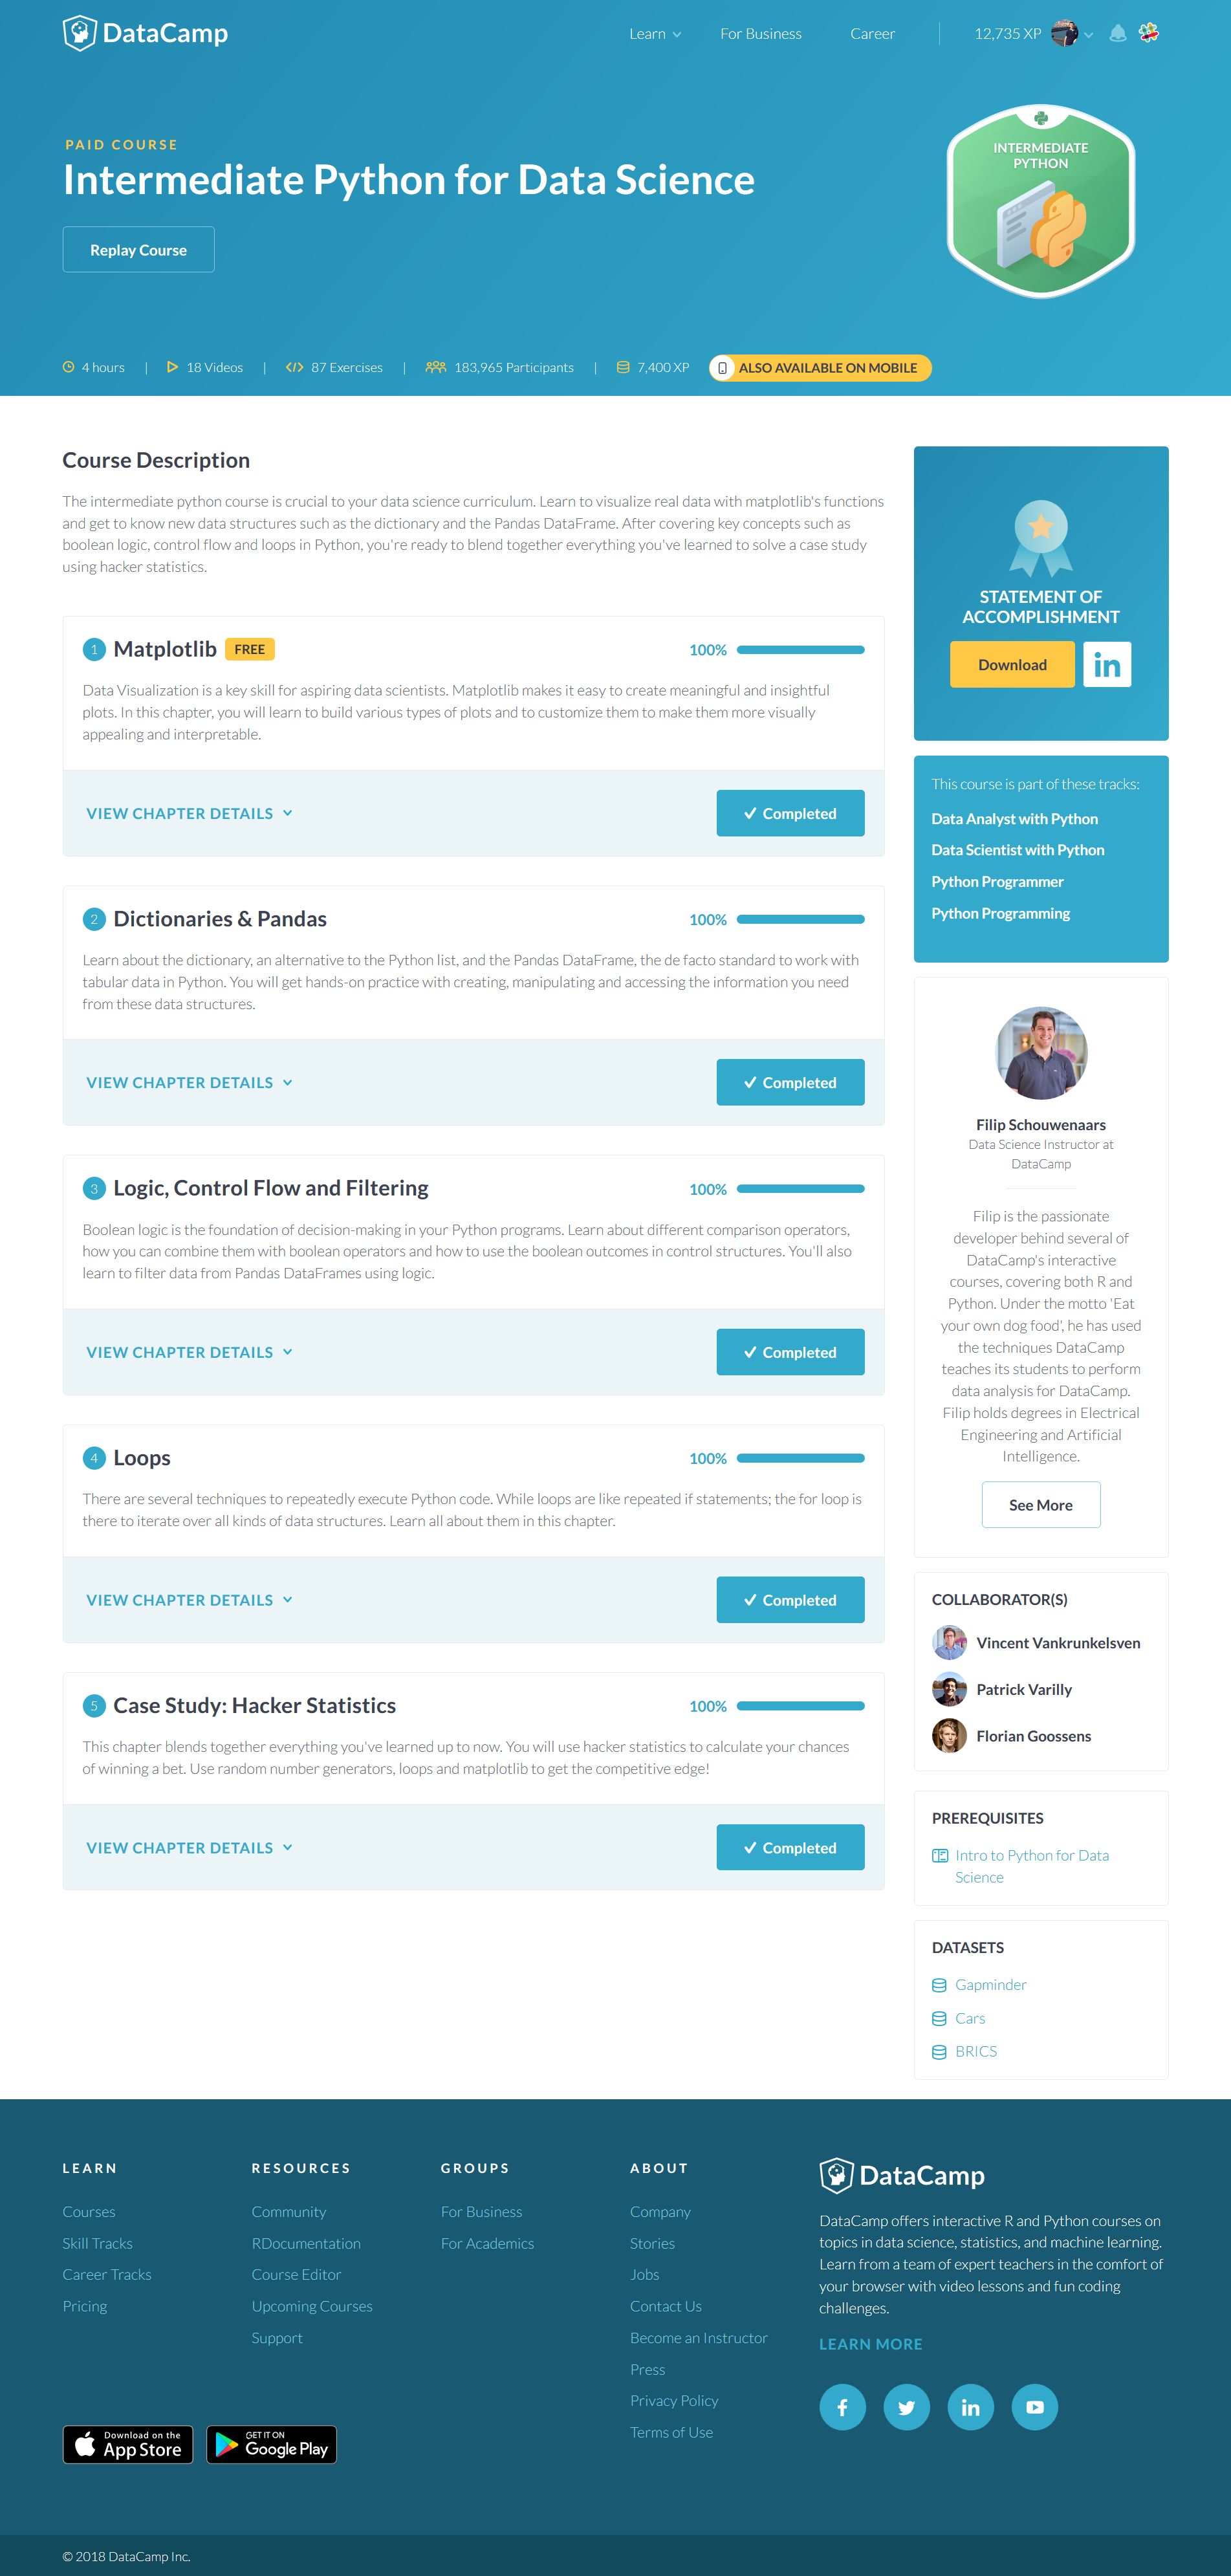 DataCamp
Learn
For Business
Career
12,735 XP
PAID COURSE
Intermediate Python for Data Science
Replay Course
INTERMEDIATE
PYTHON
4 hours
18 Videos
87 Exercises
183,965 Participants
7,400 XP
ALSO AVAILABLE ON MOBILE
Course Description
The intermediate python course is crucial to your data science curriculum. Learn to visualize real data with matplotlib's functions
and get to know new data structures such as the dictionary and the Pandas DataFrame. After covering key concepts such as
boolean logic, control flow and loops in Python, you're ready to blend together everything you've learned to solve a case study
using hacker statistics.
1 Matplotlib FREE 100%
Data Visualization is a key skill for aspiring data scientists. Matplotlib makes it easy to create meaningful and insightful
plots. In this chapter, you will learn to build various types of plots and to customize them to make them more visually
appealing and interpretable.
VIEW CHAPTER DETAILS
Completed
2 Dictionaries & Pandas 100%
Learn about the dictionary, an alternative to the Python list, and the Pandas DataFrame, the de facto standard to work with
tabular data in Python. You will get hands-on practice with creating, manipulating and accessing the information you need
from these data structures.
VIEW CHAPTER DETAILS
Completed
3 Logic, Control Flow and Filtering 100%
Boolean logic is the foundation of decision-making in your Python programs. Learn about different comparison operators,
how you can combine them with boolean operators and how to use the boolean outcomes in control structures. You'll also
learn to filter data from Pandas DataFrames using logic.
VIEW CHAPTER DETAILS
Completed
4 Loops 100%
There are several techniques to repeatedly execute Python code. While loops are like repeated if statements; the for loop is
there to iterate over all kinds of data structures. Learn all about them in this chapter.
VIEW CHAPTER DETAILS
Completed
5 Case Study: Hacker Statistics 100%
This chapter blends together everything you've learned up to now. You will use hacker statistics to calculate your chances
of winning a bet. Use random number generators, loops and matplotlib to get the competitive edge!
VIEW CHAPTER DETAILS
Completed
STATEMENT OF
ACCOMPLISHMENT
Download
in
This course is part of these tracks:
Data Analyst with Python
Data Scientist with Python
Python Programmer
Python Programming
Filip Schouwenaars
Data Science Instructor at
DataCamp
Filip is the passionate
developer behind several of
DataCamp's interactive
courses, covering both R and
Python. Under the motto 'Eat
your own dog food', he has used
the techniques DataCamp
teaches its students to perform
data analysis for DataCamp.
Filip holds degrees in Electrical
Engineering and Artificial
Intelligence.
See More
COLLABORATOR(S)
Vincent Vankrunkelsven
Patrick Varilly
Florian Goossens
PREREQUISITES
Intro to Python for Data
Science
DATASETS
Gapminder
Cars
BRICS
LEARN
Courses
Skill Tracks
Career Tracks
Pricing
RESOURCES
Community
RDocumentation
Course Editor
Upcoming Courses
Support
GROUPS
For Business
For Academics
ABOUT
Company
Stories
Jobs
Contact Us
Become an Instructor
Press
Privacy Policy
Terms of Use
DataCamp
DataCamp offers interactive R and Python courses on
topics in data science, statistics, and machine learning.
Learn from a team of expert teachers in the comfort of
your browser with video lessons and fun coding
challenges.
LEARN MORE
f
in
Download on the
App Store
GET IT ON
Google Play
© 2018 DataCamp Inc.